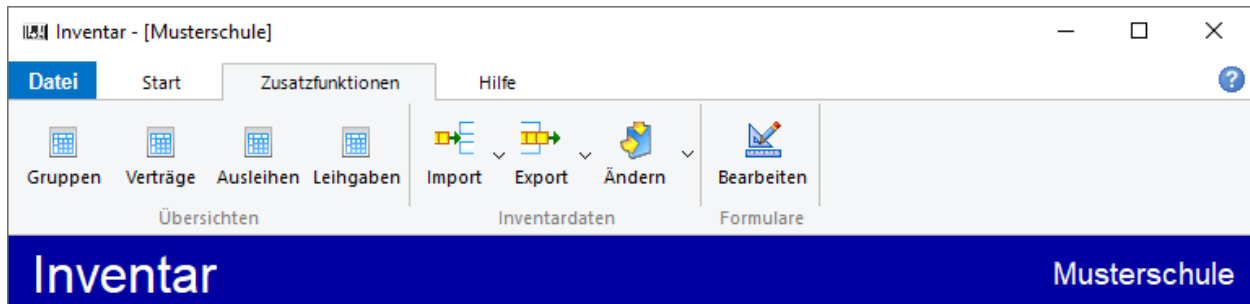 Inventar - [Musterschule]
Datei Start Zusatzfunktionen Hilfe
Gruppen Verträge Ausleihen Leihgaben Import Export Ändern Bearbeiten
Übersichten Inventardaten Formulare
Inventar Musterschule